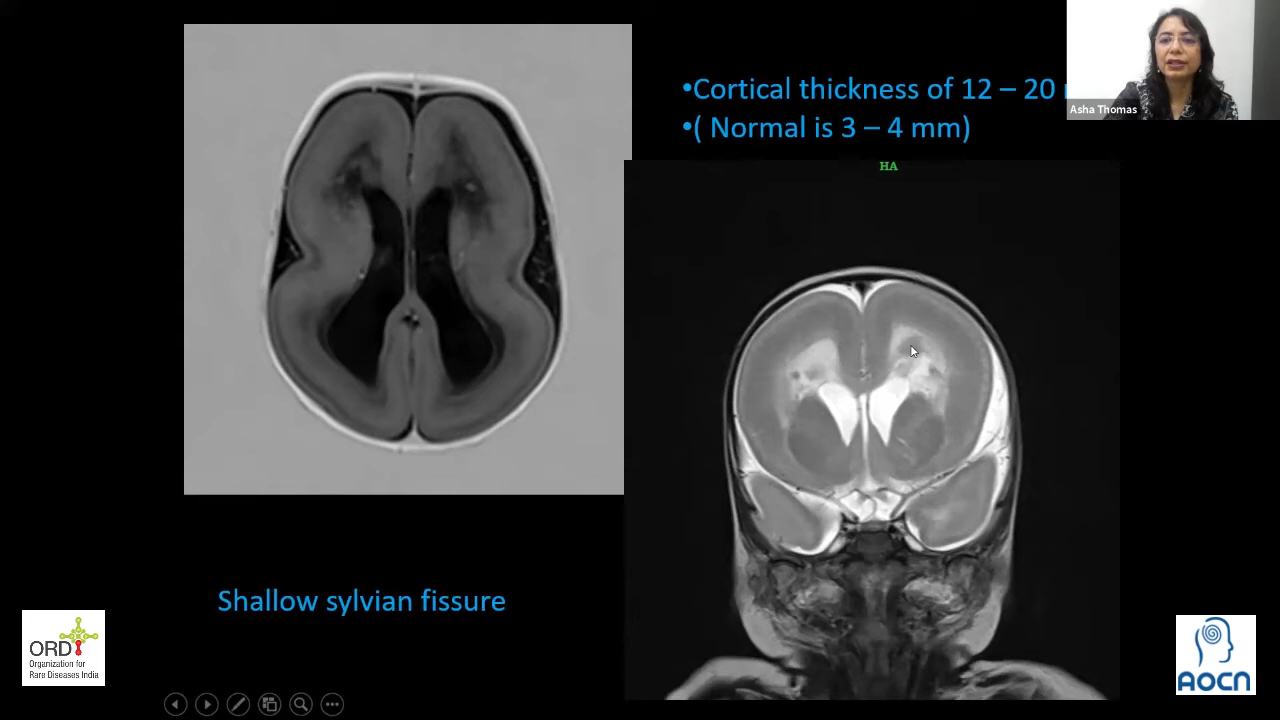 •Cortical thickness of 12 – 20
•( Normal is 3 – 4 mm)
Asha Thomas
HA
Shallow sylvian fissure
ORDI
Organization for
Rare Diseases India
AOCN